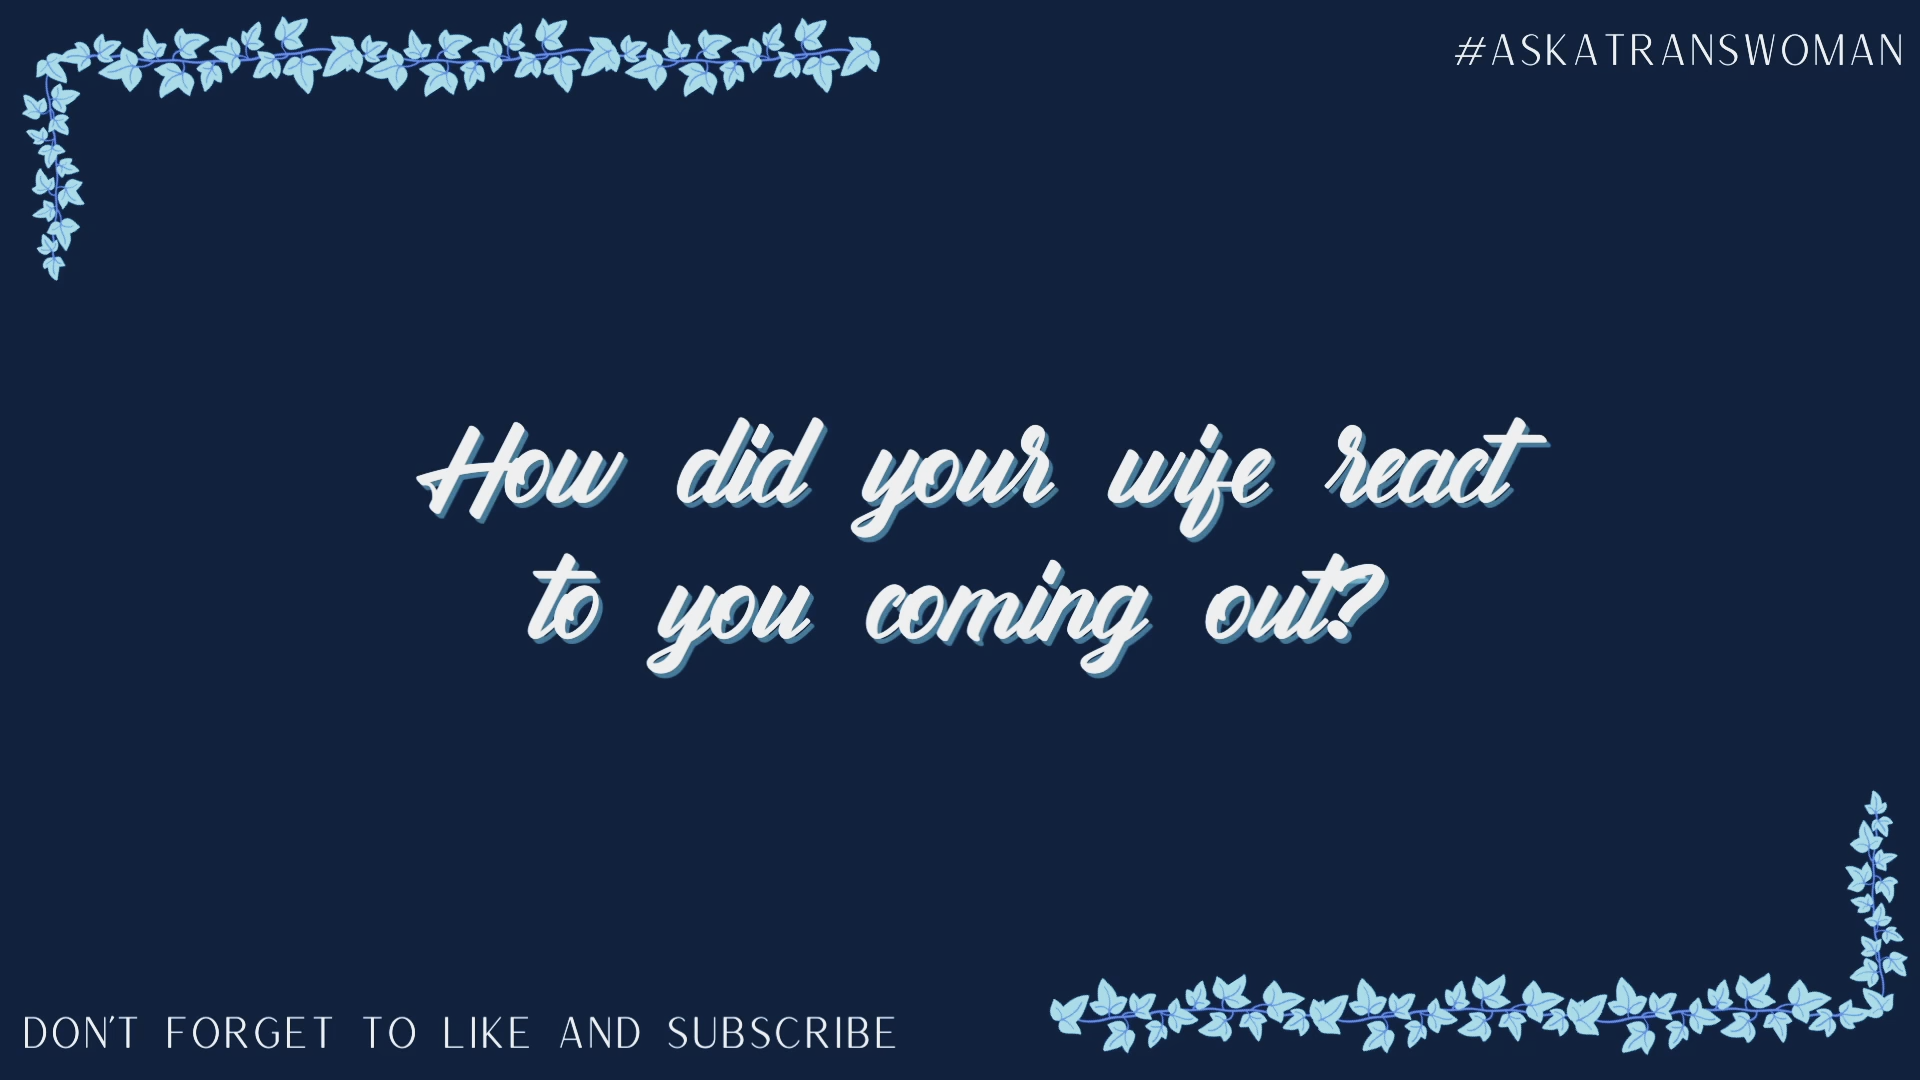 #ASKATRANSWOMAN
How did your wife react
to you coming out?
DON'T FORGET TO LIKE AND SUBSCRIBE